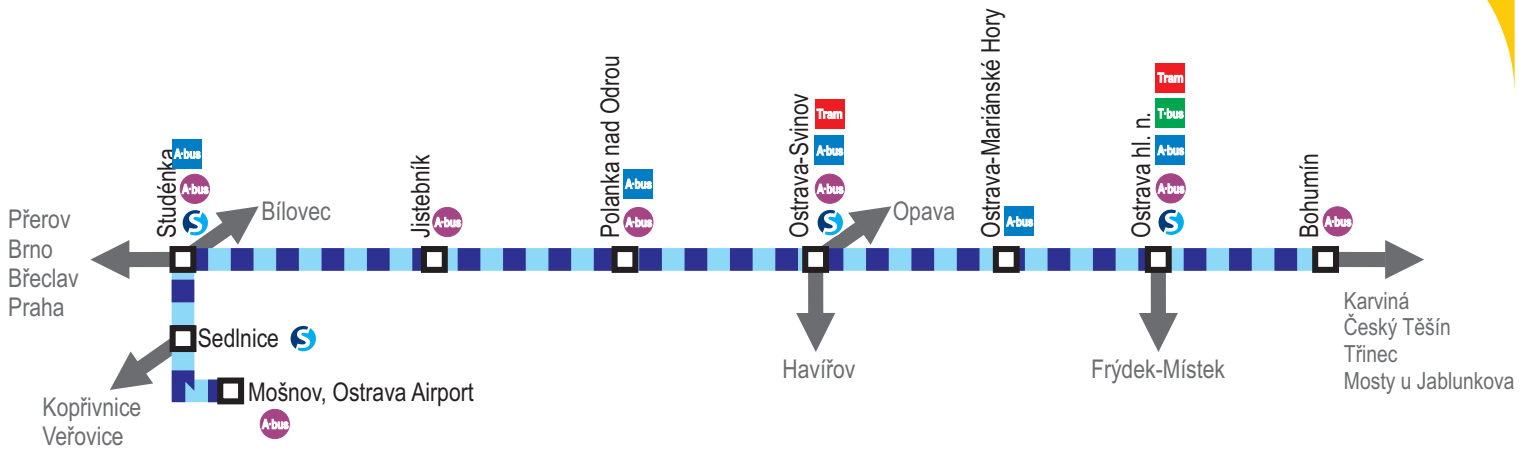 Přerov
Brno
Břeclav
Praha
Studénka
A-bus
A-bus
S
Bílovec
Jistebník
A-bus
Polanka nad Odrou
A-bus
A-bus
Ostrava-Svinov
Tram
A-bus
A-bus
S
Opava
Havířov
Ostrava-Mariánské Hory
A-bus
Ostrava hl. n.
Tram
T-bus
A-bus
A-bus
S
Frýdek-Místek
Bohumín
A-bus
Karviná
Český Těšín
Třinec
Mosty u Jablunkova
Sedlnice S
Kopřivnice
Veřovice
Mošnov, Ostrava Airport
A-bus